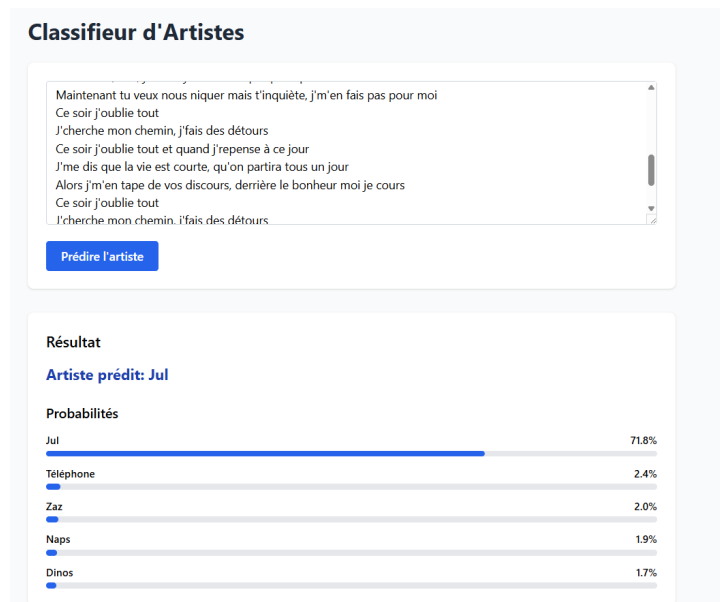 Classifieur d'Artistes
Maintenant tu veux nous niquer mais t'inquiète, j'm'en fais pas pour moi
Ce soir j'oublie tout
J'cherche mon chemin, j'fais des détours
Ce soir j'oublie tout et quand j'repense à ce jour
J'me dis que la vie est courte, qu'on partira tous un jour
Alors j'm'en tape de vos discours, derrière le bonheur moi je cours
Ce soir j'oublie tout
J'cherche mon chemin, j'fais des détours
Prédire l'artiste
Résultat
Artiste prédit: Jul
Probabilités
Jul 71.8%
Téléphone 2.4%
Zaz 2.0%
Naps 1.9%
Dinos 1.7%